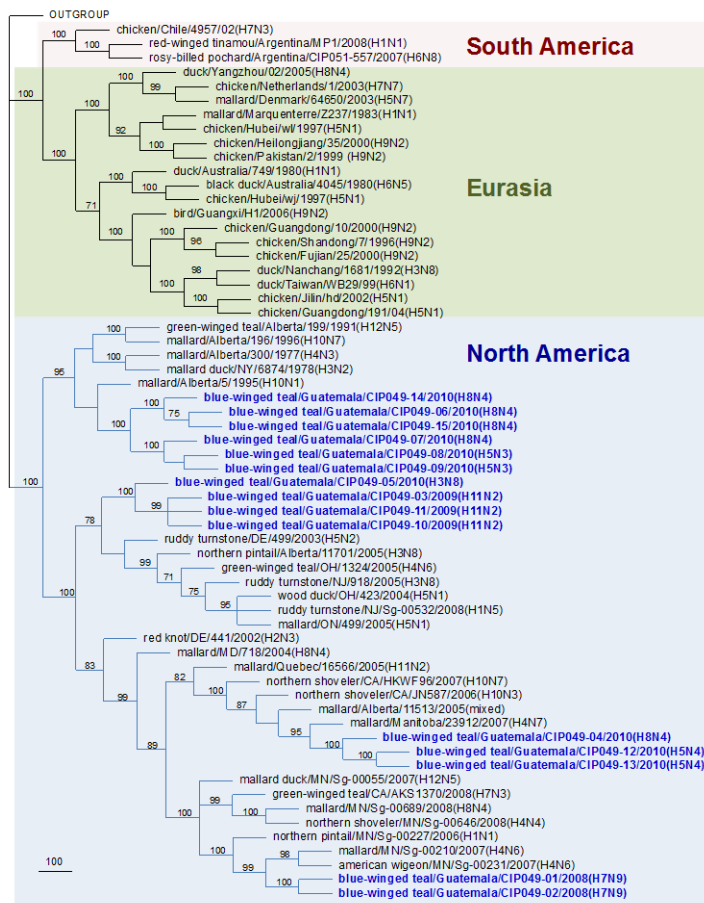 OUTGROUP
chicken/Chile/4957/02(H7N3)
100
red-winged tinamou/Argentina/MP1/2008(H1N1)
100
rosy-billed pochard/Argentina/CIP051-557/2007(H6N8)
South America
duck/Yangzhou/02/2005(H8N4)
100
chicken/Netherlands/1/2003(H7N7)
99
mallard/Denmark/64650/2003(H5N7)
100
mallard/Marquenterre/Z237/1983(H1N1)
100
chicken/Hubei/wl/1997(H5N1)
92
chicken/Heilongjiang/35/2000(H9N2)
100
chicken/Pakistan/2/1999 (H9N2)
100
duck/Australia/749/1980(H1N1)
100
black duck/Australia/4045/1980(H6N5)
100
chicken/Hubei/wj/1997(H5N1)
Eurasia
71
bird/Guangxi/H1/2006(H9N2)
chicken/Guangdong/10/2000(H9N2)
100
chicken/Shandong/7/1996(H9N2)
96
chicken/Fujian/25/2000(H9N2)
100
100
duck/Nanchang/1681/1992(H3N8)
98
duck/Taiwan/WB29/99(H6N1)
100
chicken/Jilin/hd/2002(H5N1)
100
chicken/Guangdong/191/04(H5N1)
green-winged teal/Alberta/199/1991(H12N5)
100
mallard/Alberta/196/1996(H10N7)
North America
100
mallard/Alberta/300/1977(H4N3)
100
mallard duck/NY/6874/1978(H3N2)
95
mallard/Alberta/5/1995(H10N1)
blue-winged teal/Guatemala/CIP049-14/2010(H8N4)
100
blue-winged teal/Guatemala/CIP049-06/2010(H8N4)
75
blue-winged teal/Guatemala/CIP049-15/2010(H8N4)
100
blue-winged teal/Guatemala/CIP049-07/2010(H8N4)
100
blue-winged teal/Guatemala/CIP049-08/2010(H5N3)
100
blue-winged teal/Guatemala/CIP049-09/2010(H5N3)
100
blue-winged teal/Guatemala/CIP049-05/2010(H3N8)
100
blue-winged teal/Guatemala/CIP049-03/2009(H11N2)
99
blue-winged teal/Guatemala/CIP049-11/2009(H11N2)
78
blue-winged teal/Guatemala/CIP049-10/2009(H11N2)
ruddy turnstone/DE/499/2003(H5N2)
northern pintail/Alberta/11701/2005(H3N8)
99
green-winged teal/OH/1324/2005(H4N6)
71
ruddy turnstone/NJ/918/2005(H3N8)
75
wood duck/OH/423/2004(H5N1)
100
95
ruddy turnstone/NJ/Sg-00532/2008(H1N5)
mallard/ON/499/2005(H5N1)
red knot/DE/441/2002(H2N3)
mallard/MD/718/2004(H8N4)
83
mallard/Quebec/16566/2005(H11N2)
82
northern shoveler/CA/HKWF96/2007(H10N7)
100
northern shoveler/CA/JN587/2006(H10N3)
99
87
mallard/Alberta/11513/2005(mixed)
mallard/Manitoba/23912/2007(H4N7)
95
blue-winged teal/Guatemala/CIP049-04/2010(H8N4)
100
89
blue-winged teal/Guatemala/CIP049-12/2010(H5N4)
100
blue-winged teal/Guatemala/CIP049-13/2010(H5N4)
mallard duck/MN/Sg-00055/2007(H12N5)
green-winged teal/CA/AKS1370/2008(H7N3)
99
mallard/MN/Sg-00689/2008(H8N4)
100
northern shoveler/MN/Sg-00646/2008(H4N4)
100
northern pintail/MN/Sg-00227/2006(H1N1)
100
mallard/MN/Sg-00210/2007(H4N6)
98
american wigeon/MN/Sg-00231/2007(H4N6)
99
100
blue-winged teal/Guatemala/CIP049-01/2008(H7N9)
100
blue-winged teal/Guatemala/CIP049-02/2008(H7N9)